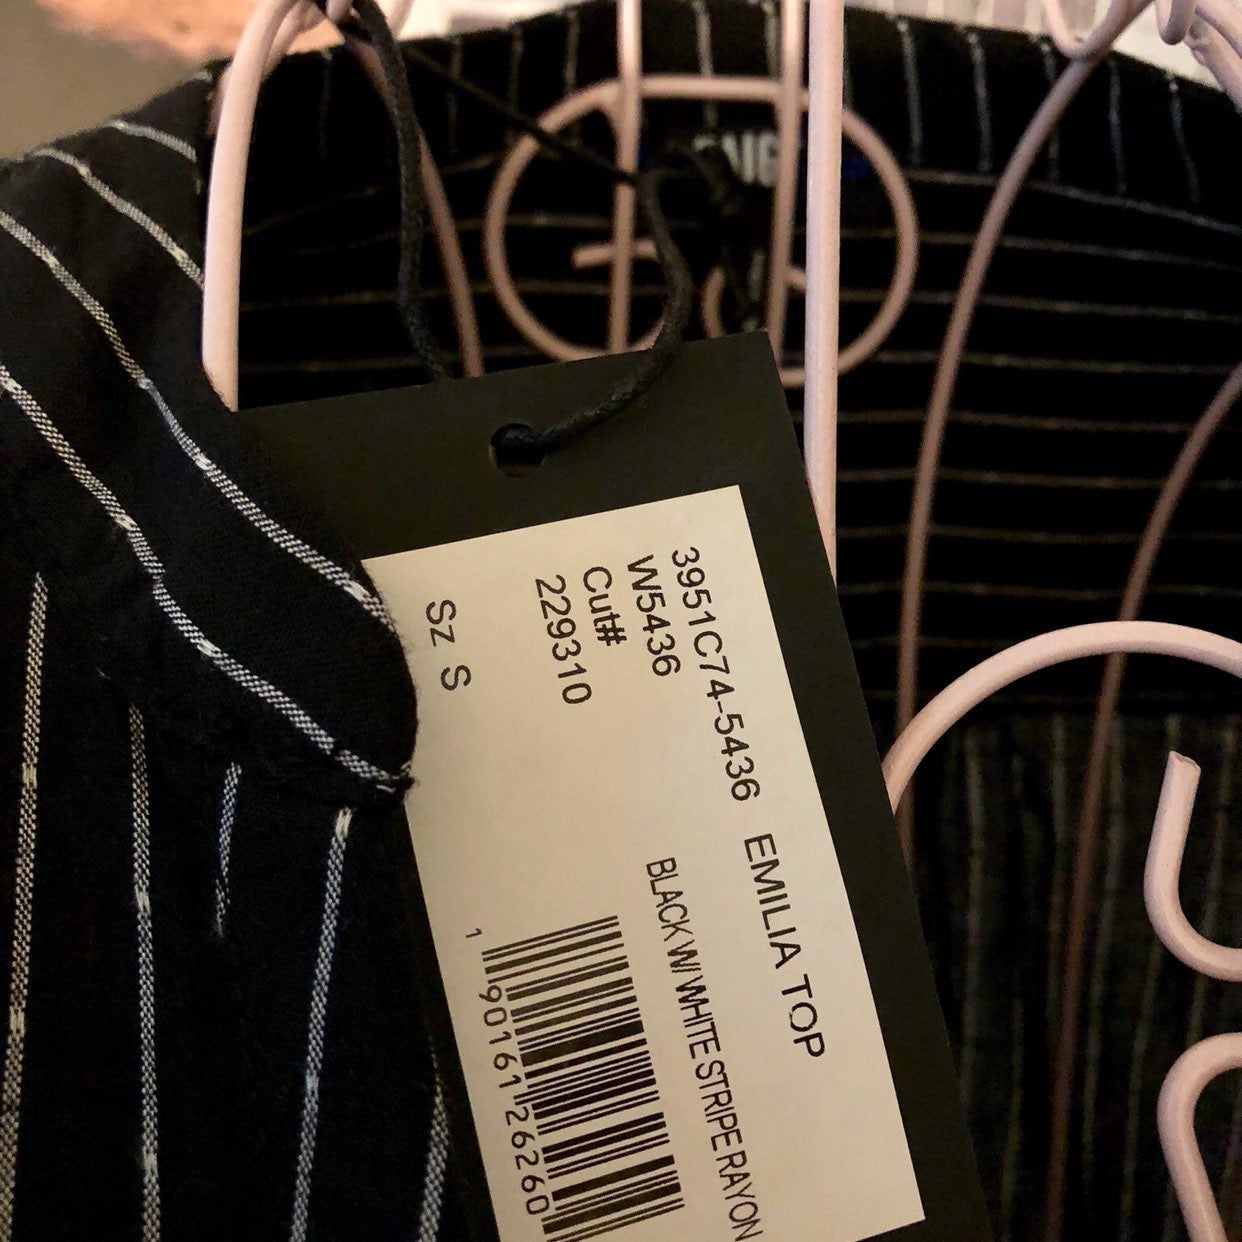 3951C74-5436 EMILIA TOP
W5436
BLACK W/ WHITE STRIPE RAYON
Cut#
229310
Sz S
1 90161 26260